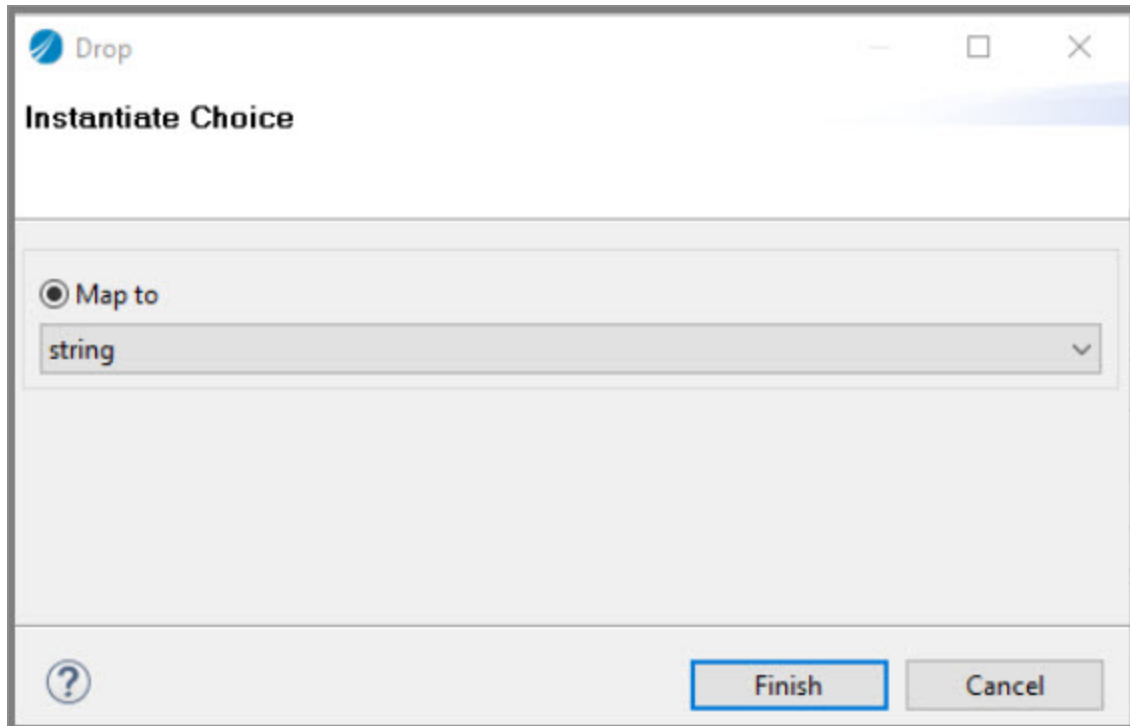 Drop
Instantiate Choice
Map to
string
?
Finish Cancel